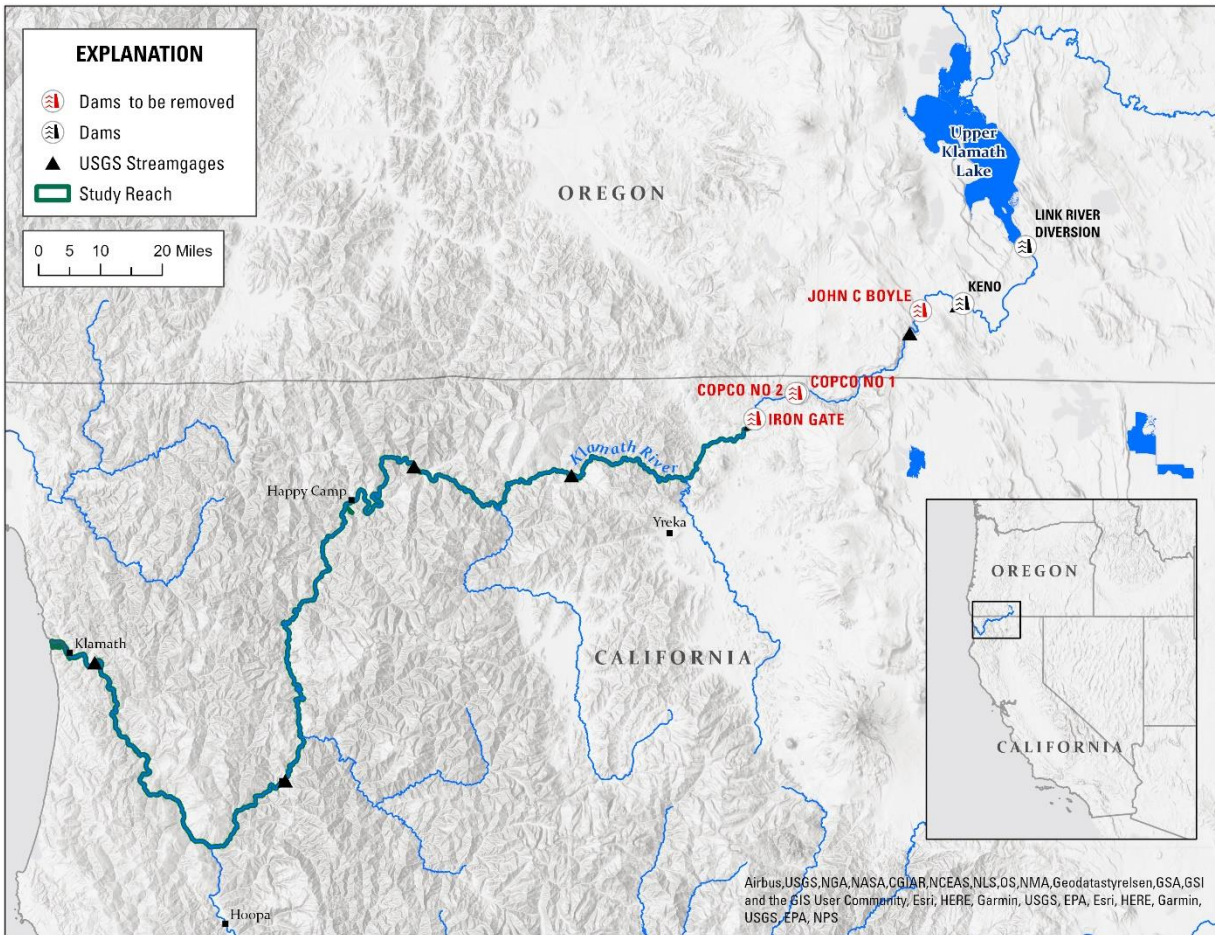 EXPLANATION
Dams to be removed
Dams
USGS Streamgages
Study Reach
0 5 10 20 Miles
OREGON
Upper
Klamath
Lake
LINK RIVER
DIVERSION
KENO
JOHN C BOYLE
COPCO NO 2
COPCO NO 1
IRON GATE
Klamath River
Happy Camp
Yreka
Klamath
CALIFORNIA
Hoopa
OREGON
CALIFORNIA
Airbus,USGS,NGA,NASA,CGIAR,NCEAS,NLS,OS,NMA,Geodatastyrelsen,GSA,GSI
and the GIS User Community, Esri, HERE, Garmin, USGS, EPA, Esri, HERE, Garmin,
USGS, EPA, NPS